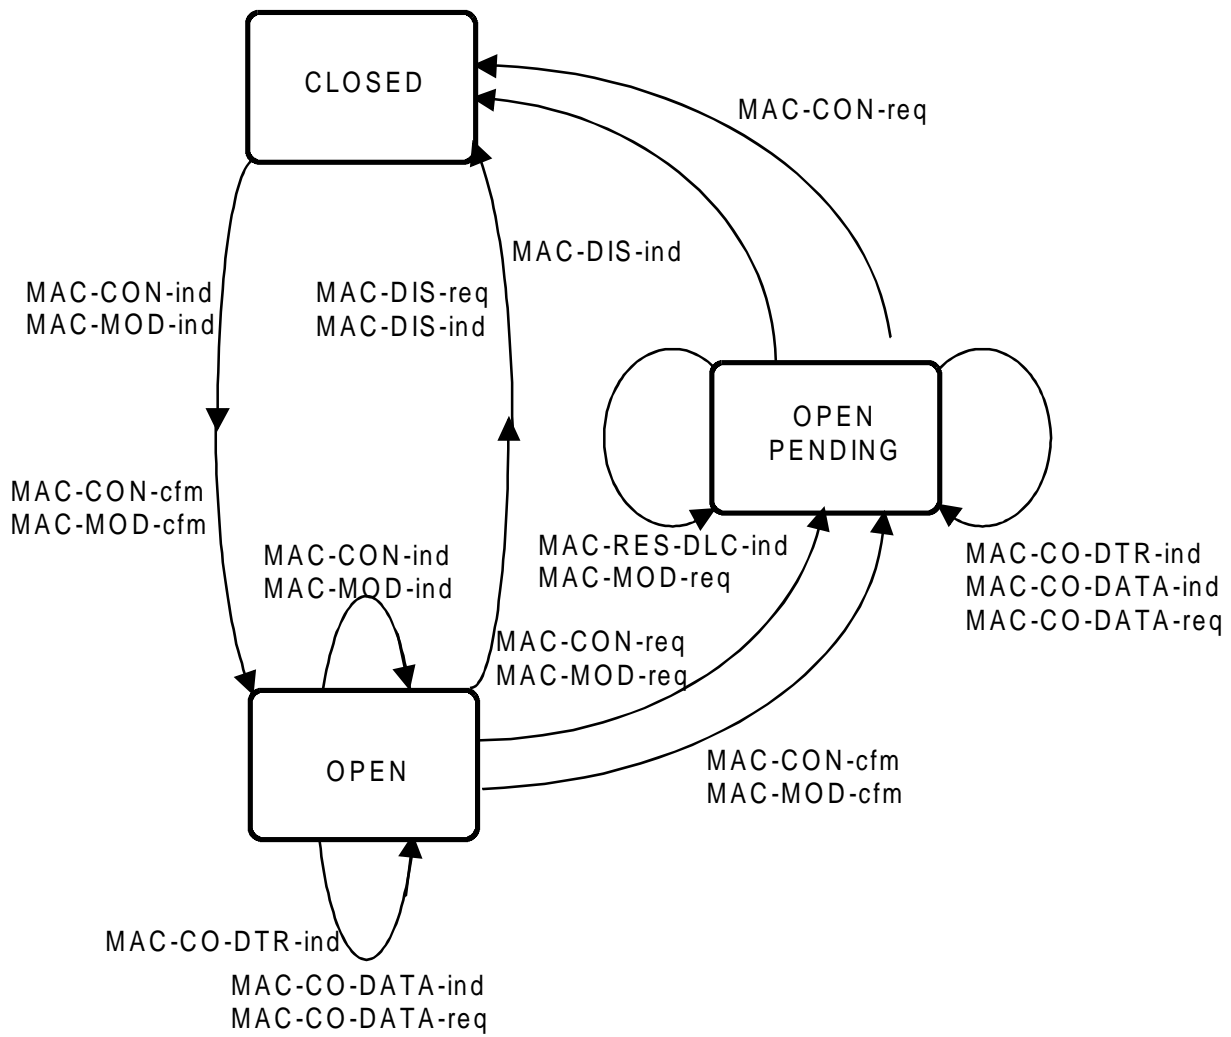 CLOSED
MAC-CON-req
MAC-DIS-ind
MAC-CON-ind
MAC-MOD-ind
MAC-DIS-req
MAC-DIS-ind
OPEN
PENDING
MAC-CON-cfm
MAC-MOD-cfm
MAC-CON-ind
MAC-MOD-ind
MAC-RES-DLC-ind
MAC-MOD-req
MAC-CO-DTR-ind
MAC-CO-DATA-ind
MAC-CO-DATA-req
MAC-CON-req
MAC-MOD-req
OPEN
MAC-CON-cfm
MAC-MOD-cfm
MAC-CO-DTR-ind
MAC-CO-DATA-ind
MAC-CO-DATA-req